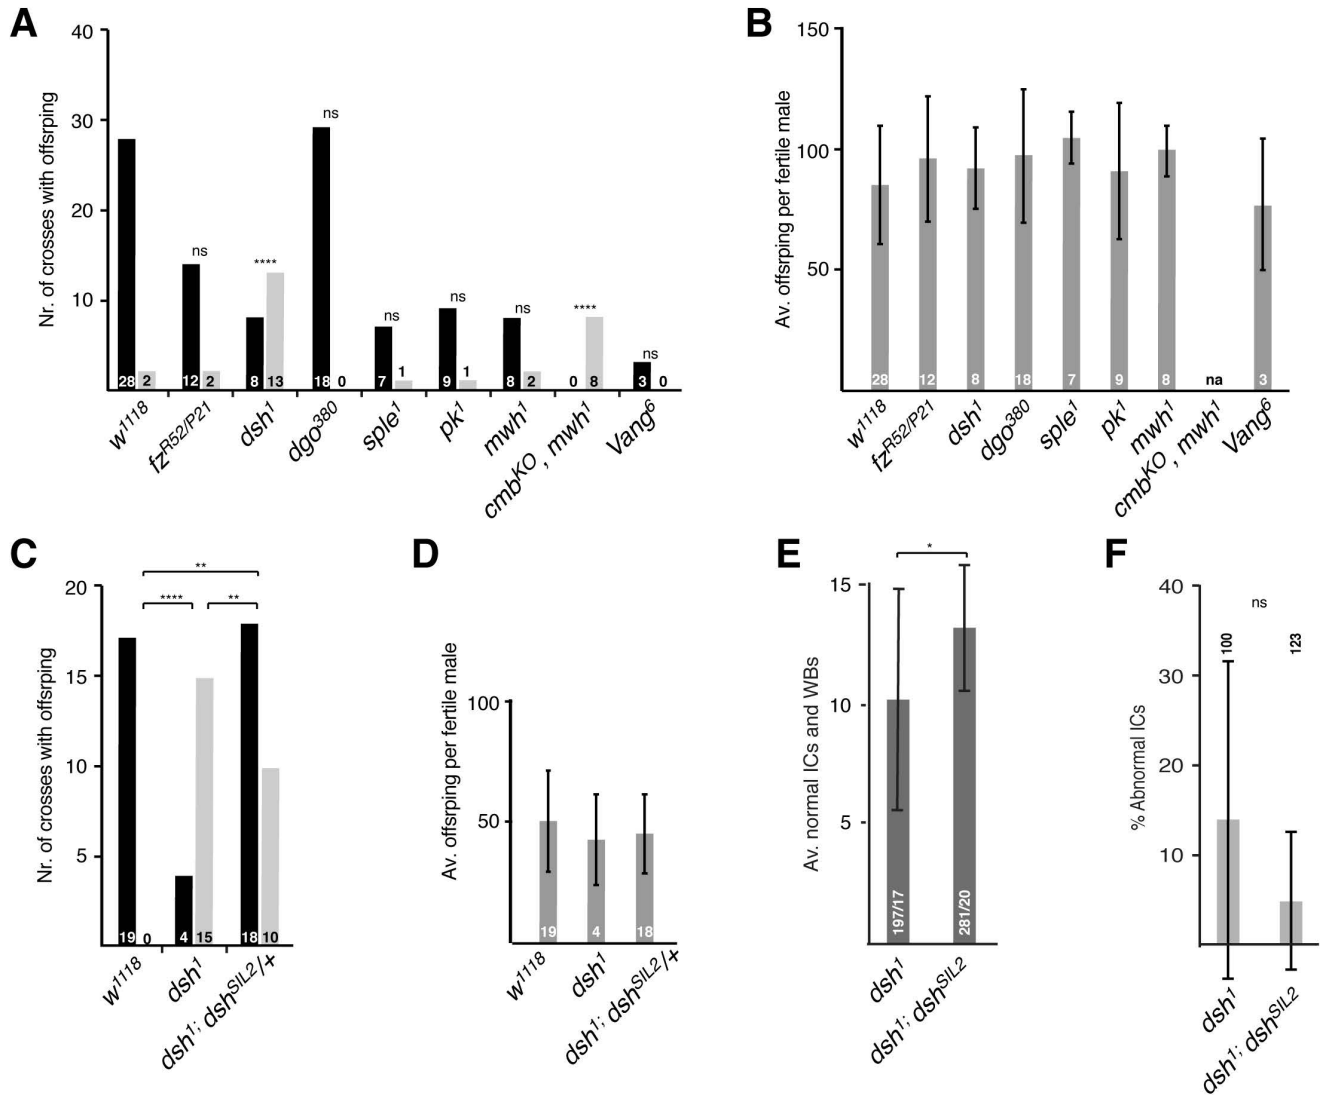 A
Nr. of crosses with offsrping
40
30
20
10
ns
****
ns
ns
ns
ns
****
ns
28 2 12 2 8 13 18 0 7 1 9 1 8 2 0 8 3 0
w1118
fzR52/P21
dsh1
dgo380
sple1
pk1
mwh1
cmbKO, mwh1
Vang6
B
Av. offsrping per fertile male
150
100
50
28 12 8 18 7 9 8 na 3
w1118
fzR52/P21
dsh1
dgo380
sple1
pk1
mwh1
cmbKO, mwh1
Vang6
C
Nr. of crosses with offsrping
20
15
10
5
**
**** **
19 0 4 15 18 10
w1118
dsh1
dsh1; dshSIL2/+
D
Av. offsrping per fertile male
100
50
19 4 18
w1118
dsh1
dsh1; dshSIL2/+
E
Av. normal ICs and WBs
15
10
5
*
197/17 281/20
dsh1
dsh1; dshSIL2
F
% Abnormal ICs
40
30
20
10
ns
100 123
dsh1
dsh1; dshSIL2